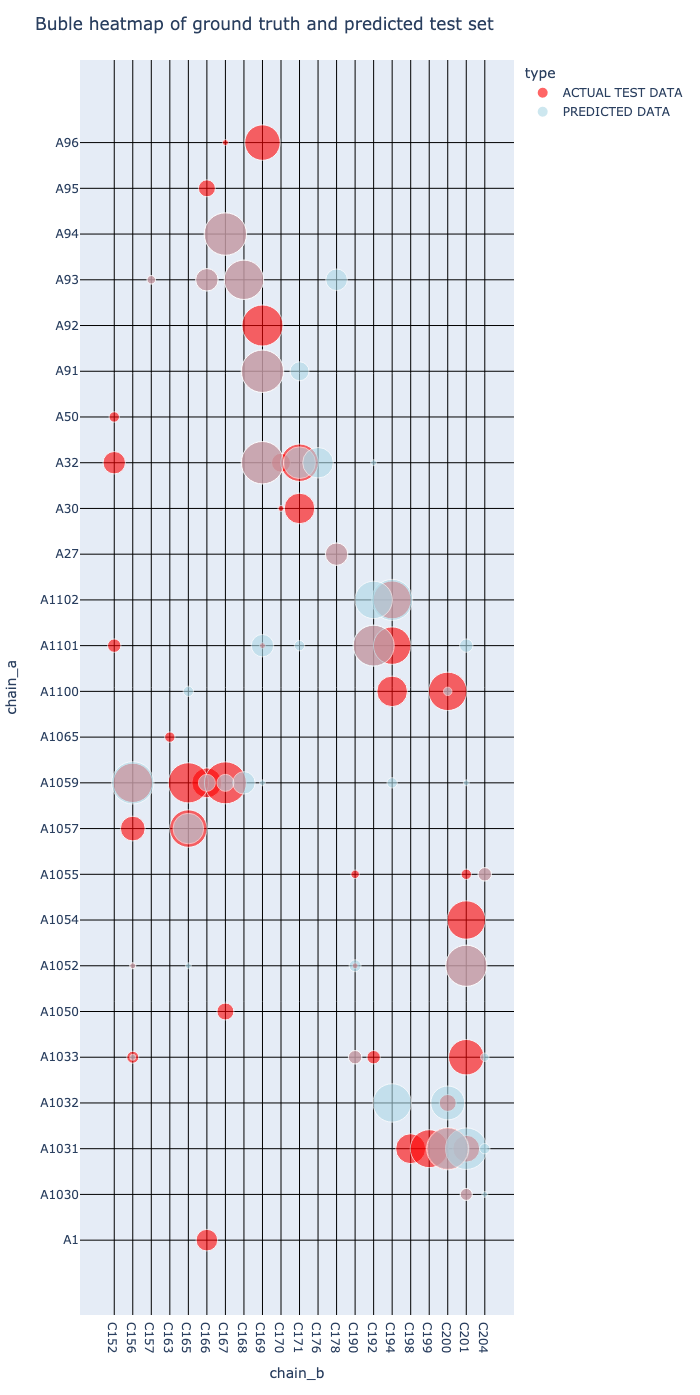 Buble heatmap of ground truth and predicted test set
type
ACTUAL TEST DATA
PREDICTED DATA
A96
A95
A94
A93
A92
A91
A50
A32
A30
A27
A1102
A1101
A1100
A1065
A1059
A1057
A1055
A1054
A1052
A1050
A1033
A1032
A1031
A1030
A1
chain_a
C152 C156 C157 C163 C165 C166 C167 C168 C169 C170 C171 C176 C178 C190 C192 C194 C198 C199 C200 C201 C204
chain_b